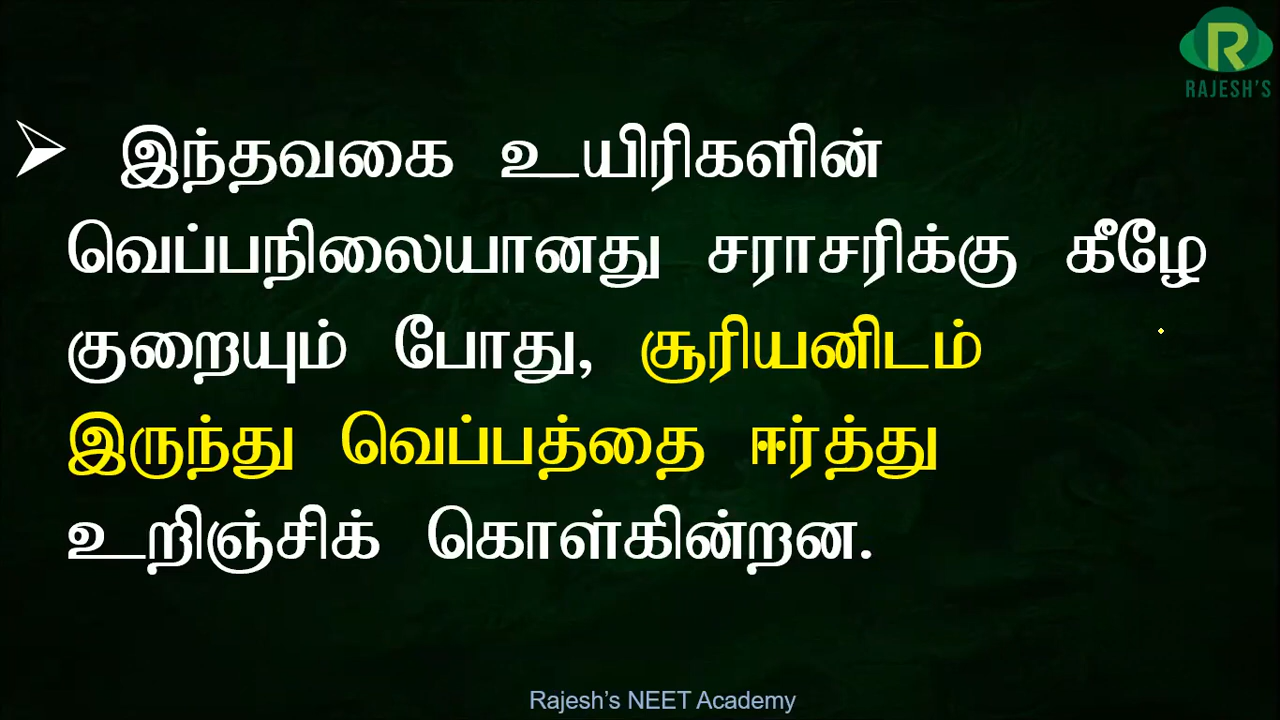 RAJESH'S
இந்தவகை உயிரிகளின்
வெப்பநிலையானது சராசரிக்கு கீழே
குறையும் போது, சூரியனிடம்
இருந்து வெப்பத்தை ஈர்த்து
உறிஞ்சிக் கொள்கின்றன.
Rajesh's NEET Academy